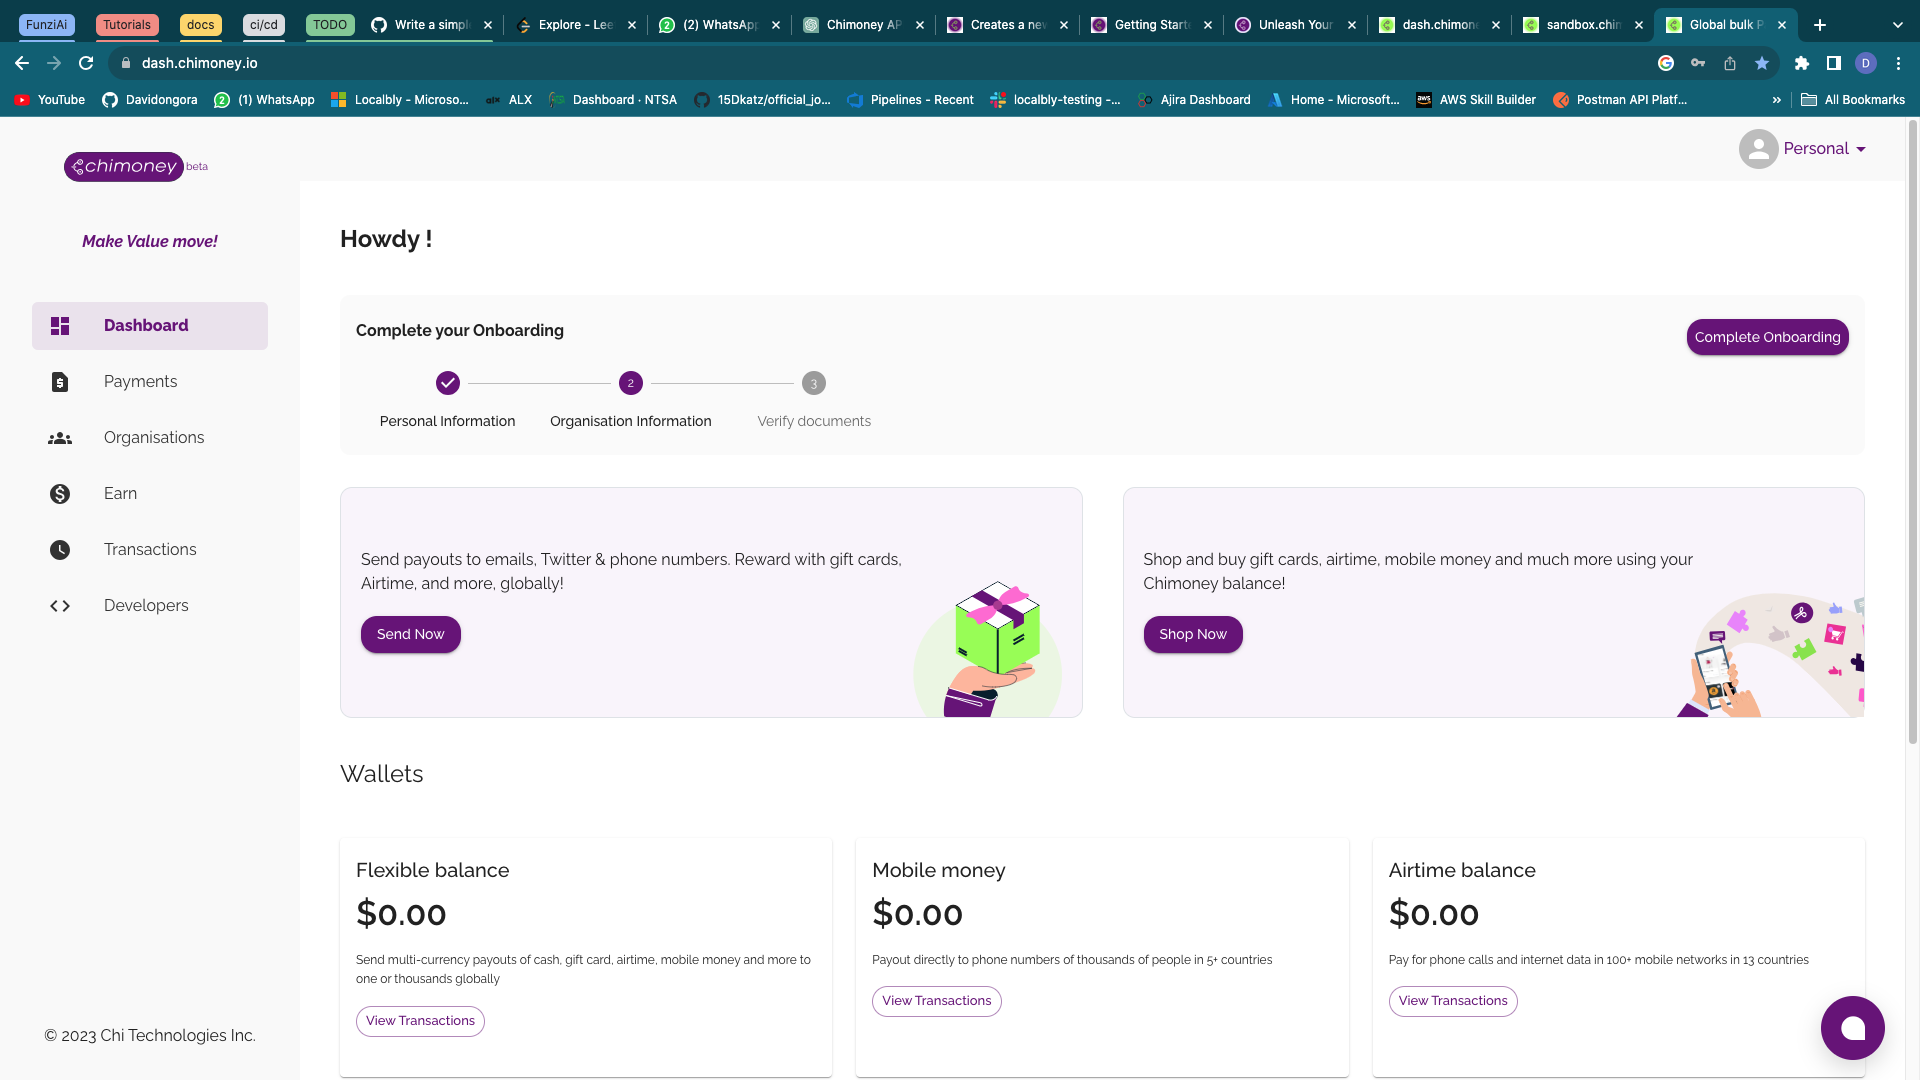 FunziAi
Tutorials
docs
ci/cd
TODO
Write a simpl
Explore - Lee
(2) WhatsApp
Chimoney AP
Creates a new
Getting Starte
Unleash Your
dash.chimone
sandbox.chim
Global bulk P
dash.chimoney.io
D
YouTube
Davidongora
(1) WhatsApp
Localbly - Microso...
ALX
Dashboard · NTSA
15Dkatz/official_jo...
Pipelines - Recent
localbly-testing -...
Ajira Dashboard
Home - Microsoft...
AWS Skill Builder
Postman API Platf...
»
All Bookmarks
chimoney beta
Personal
Make Value move!
Howdy !
Complete your Onboarding
Complete Onboarding
2
3
Personal Information
Organisation Information
Verify documents
Dashboard
Payments
Organisations
Earn
Transactions
Developers
Send payouts to emails, Twitter & phone numbers. Reward with gift cards,
Airtime, and more, globally!
Send Now
Shop and buy gift cards, airtime, mobile money and much more using your
Chimoney balance!
Shop Now
Wallets
Flexible balance
$0.00
Send multi-currency payouts of cash, gift card, airtime, mobile money and more to
one or thousands globally
View Transactions
Mobile money
$0.00
Payout directly to phone numbers of thousands of people in 5+ countries
View Transactions
Airtime balance
$0.00
Pay for phone calls and internet data in 100+ mobile networks in 13 countries
View Transactions
© 2023 Chi Technologies Inc.